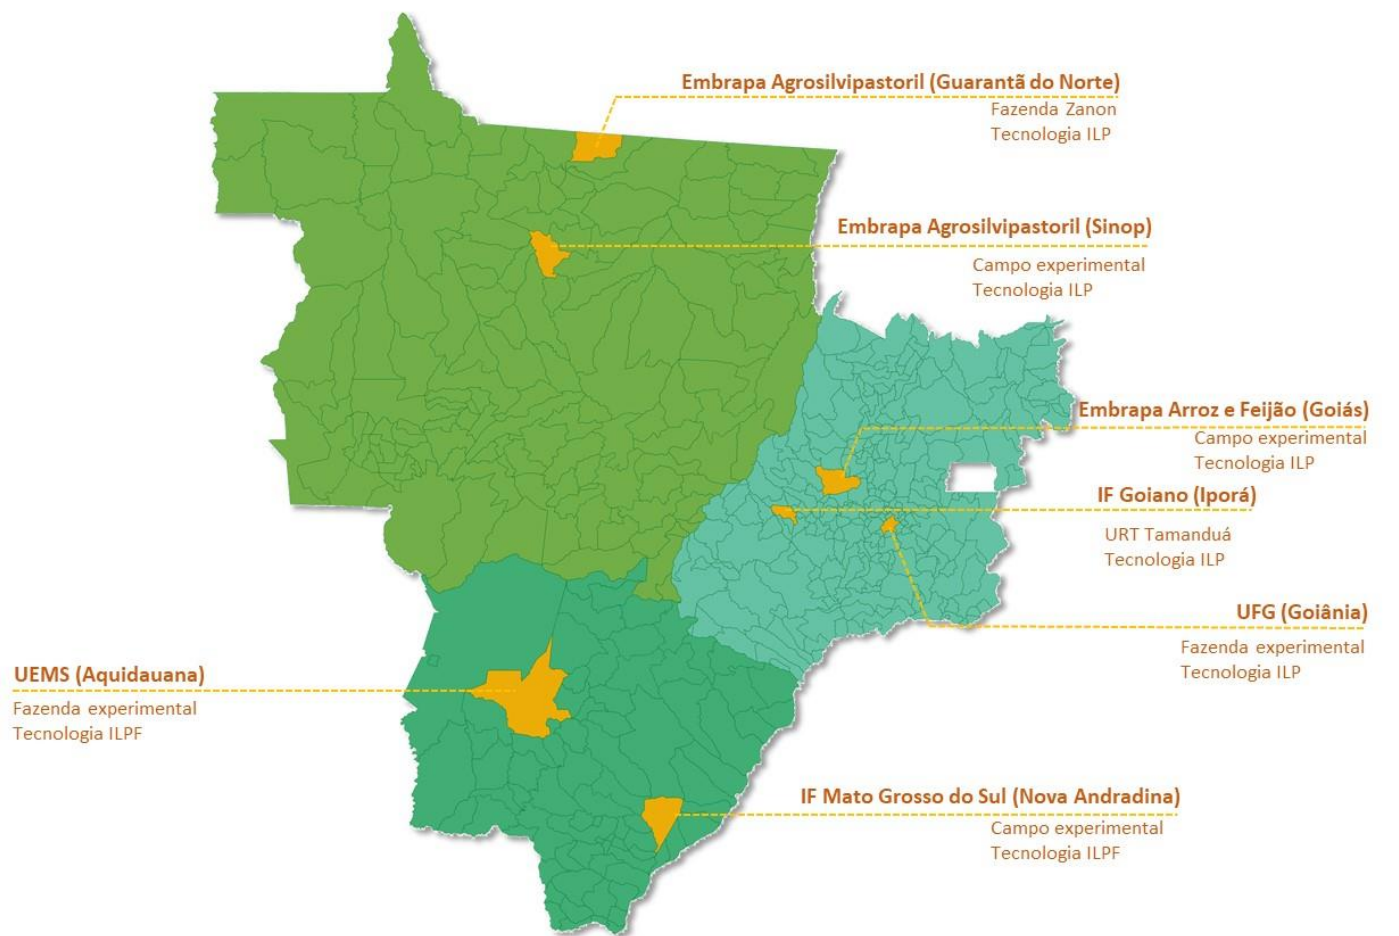 Embrapa Agrosilvipastoril (Guarantã do Norte)
Fazenda Zanon
Tecnologia ILP
Embrapa Agrosilvipastoril (Sinop)
Campo experimental
Tecnologia ILP
Embrapa Arroz e Feijão (Goiás)
Campo experimental
Tecnologia ILP
IF Goiano (Iporá)
URT Tamanduá
Tecnologia ILP
UFG (Goiânia)
Fazenda experimental
Tecnologia ILP
UEMS (Aquidauana)
Fazenda experimental
Tecnologia ILPF
IF Mato Grosso do Sul (Nova Andradina)
Campo experimental
Tecnologia ILPF